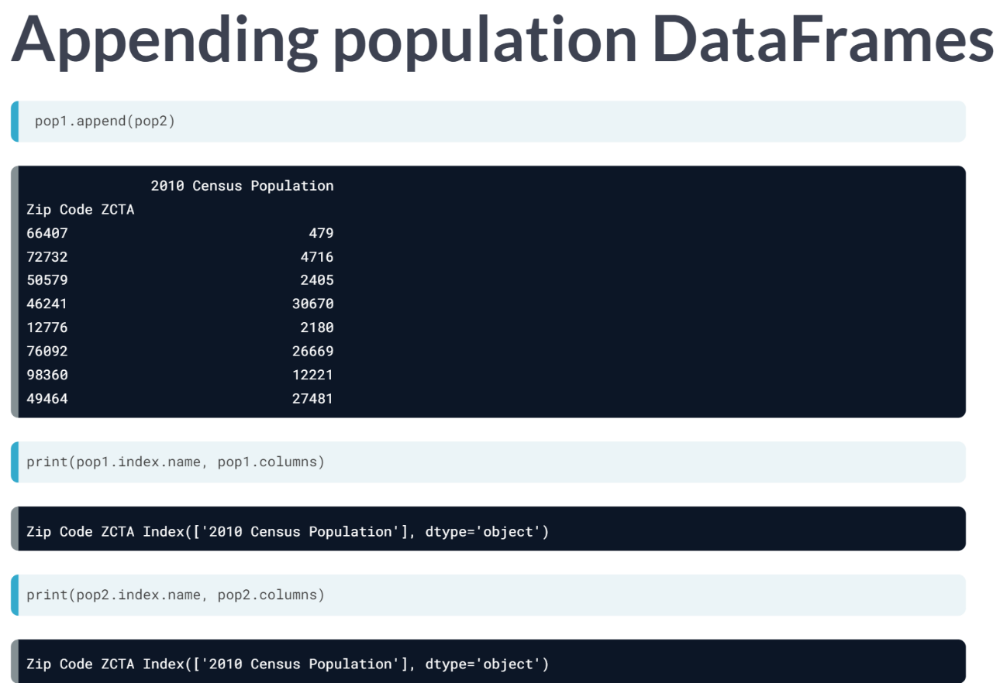 Appending population DataFrames
pop1.append(pop2)
2010 Census Population
Zip Code ZCTA
66407 479
72732 4716
50579 2405
46241 30670
12776 2180
76092 26669
98360 12221
49464 27481
print(pop1.index.name, pop1.columns)
Zip Code ZCTA Index(['2010 Census Population'], dtype='object')
print(pop2.index.name, pop2.columns)
Zip Code ZCTA Index(['2010 Census Population'], dtype='object')